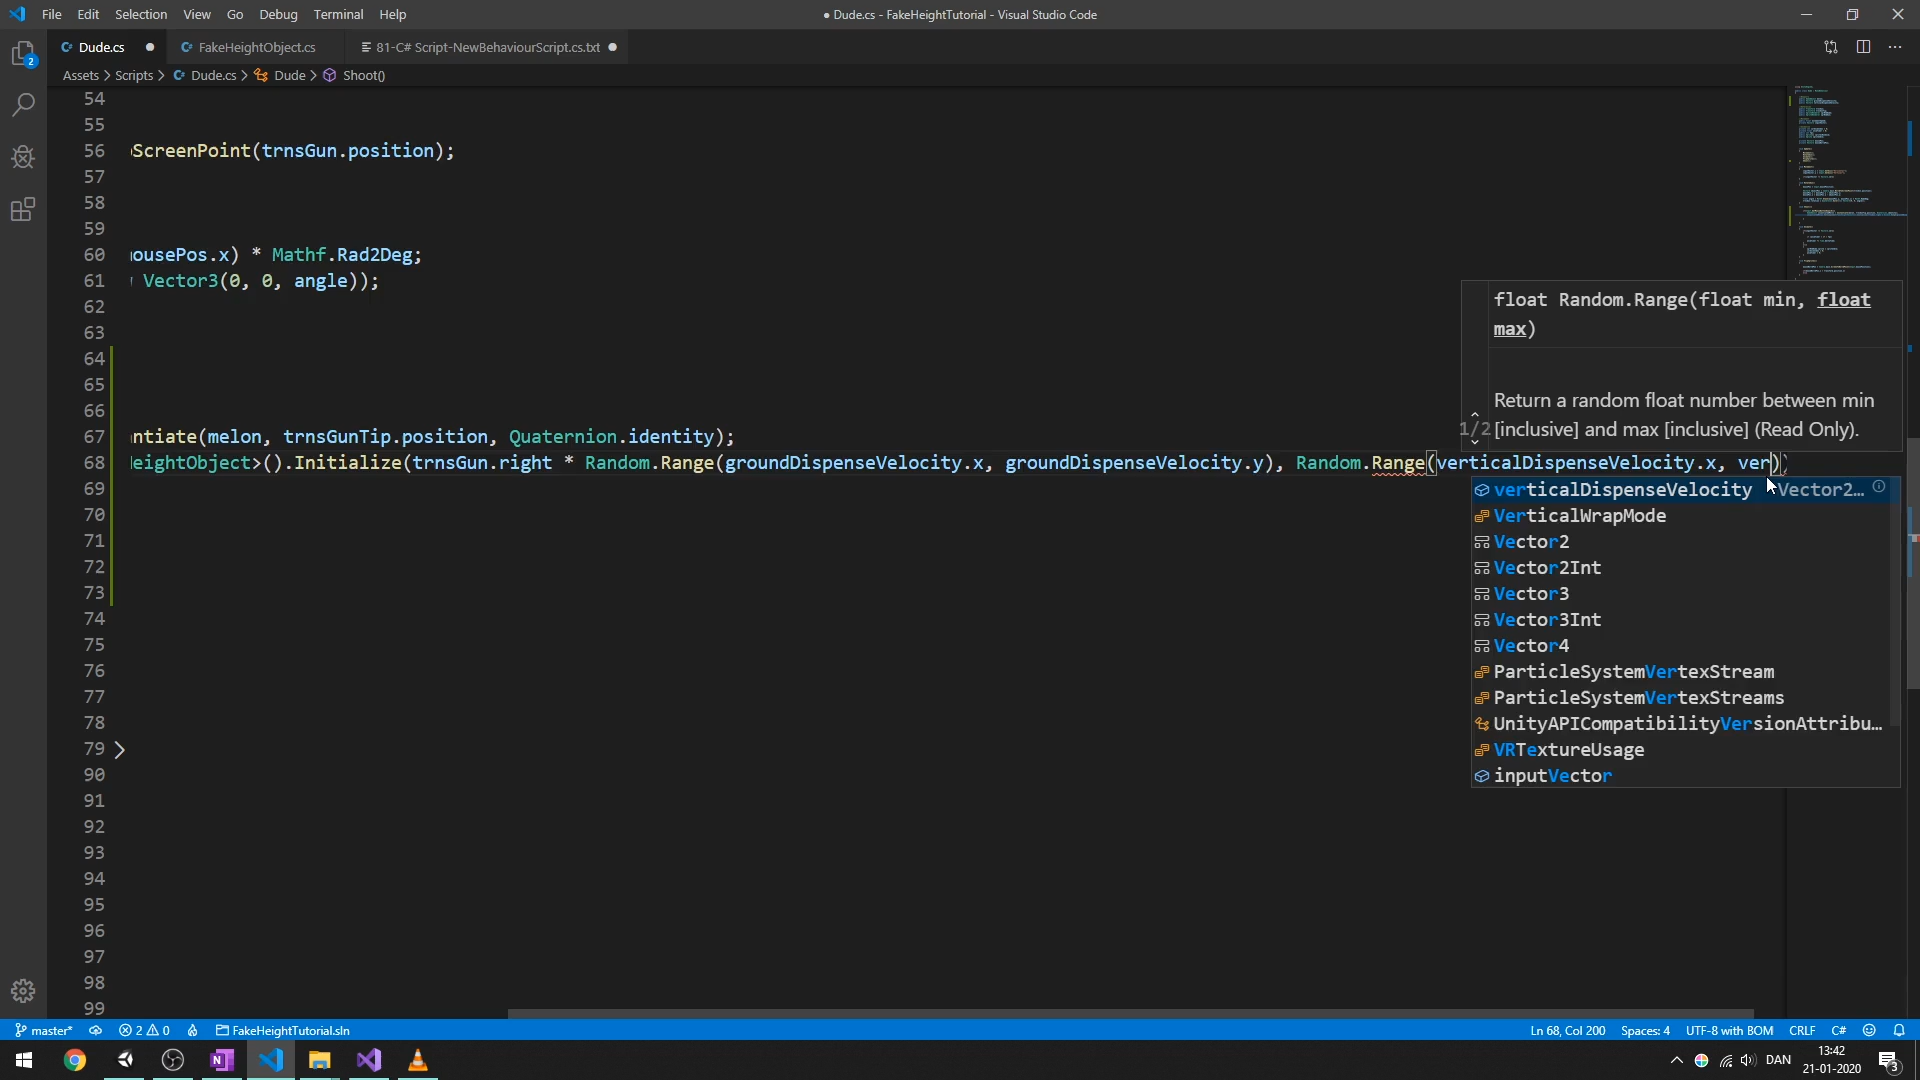 File Edit Selection View Go Debug Terminal Help
● Dude.cs - FakeHeightTutorial - Visual Studio Code
Dude.cs ● FakeHeightObject.cs 81-C# Script-NewBehaviourScript.cs.txt ●
Assets > Scripts > Dude.cs > Dude > Shoot()
54
55
56 ScreenPoint(trnsGun.position);
57
58
59
60 ousePos.x) * Mathf.Rad2Deg;
61 Vector3(0, 0, angle));
62
63
64
65
66
67 ntiate(melon, trnsGunTip.position, Quaternion.identity);
68 eightObject>().Initialize(trnsGun.right * Random.Range(groundDispenseVelocity.x, groundDispenseVelocity.y), Random.Range(verticalDispenseVelocity.x, ver))
69
70
71
72
73
74
75
76
77
78
79
90
91
92
93
94
95
96
97
98
99
float Random.Range(float min, float
max)
Return a random float number between min
1/2 [inclusive] and max [inclusive] (Read Only).
verticalDispenseVelocity Vector2…
VerticalWrapMode
Vector2
Vector2Int
Vector3
Vector3Int
Vector4
ParticleSystemVertexStream
ParticleSystemVertexStreams
UnityAPICompatibilityVersionAttribu…
VRTextureUsage
inputVector
2
master* 2 0 FakeHeightTutorial.sln Ln 68, Col 200 Spaces: 4 UTF-8 with BOM CRLF C#
DAN 13:42
21-01-2020 3